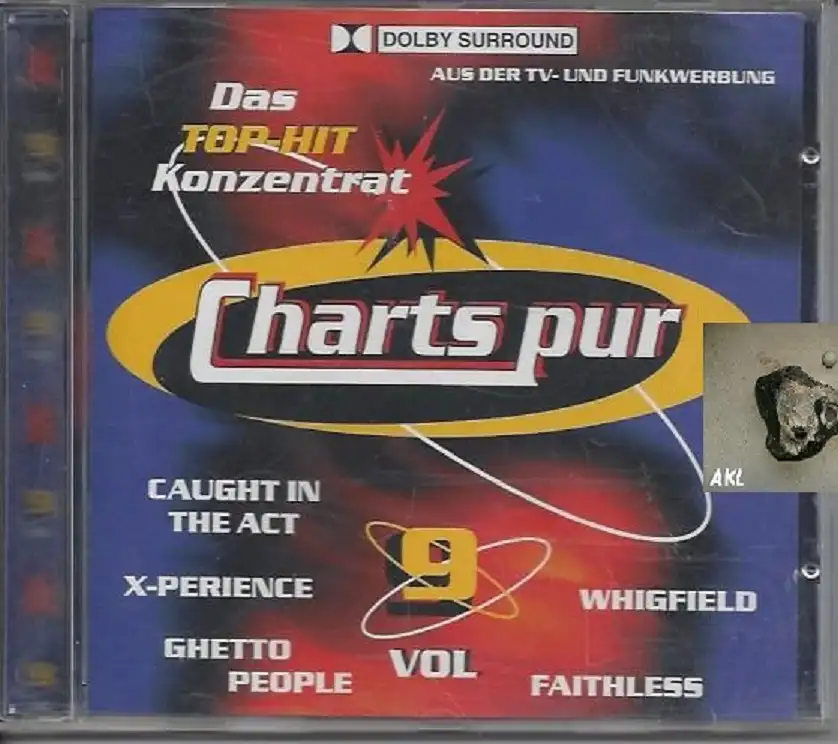 DOLBY SURROUND
AUS DER TV- UND FUNKWERBUNG
Das
TOP-HIT
Konzentrat
Charts pur
AKL
CAUGHT IN
THE ACT
X-PERIENCE
GHETTO
PEOPLE
9
VOL
WHIGFIELD
FAITHLESS